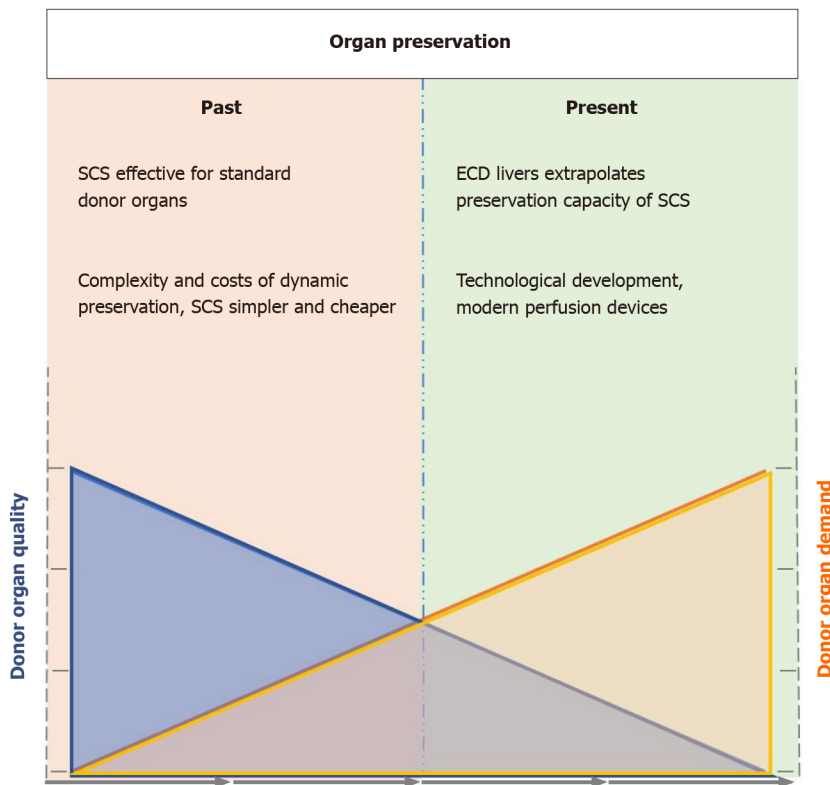 Organ preservation
Past
SCS effective for standard
donor organs
Complexity and costs of dynamic
preservation, SCS simpler and cheaper
Present
ECD livers extrapolates
preservation capacity of SCS
Technological development,
modern perfusion devices
Donor organ quality
Donor organ demand